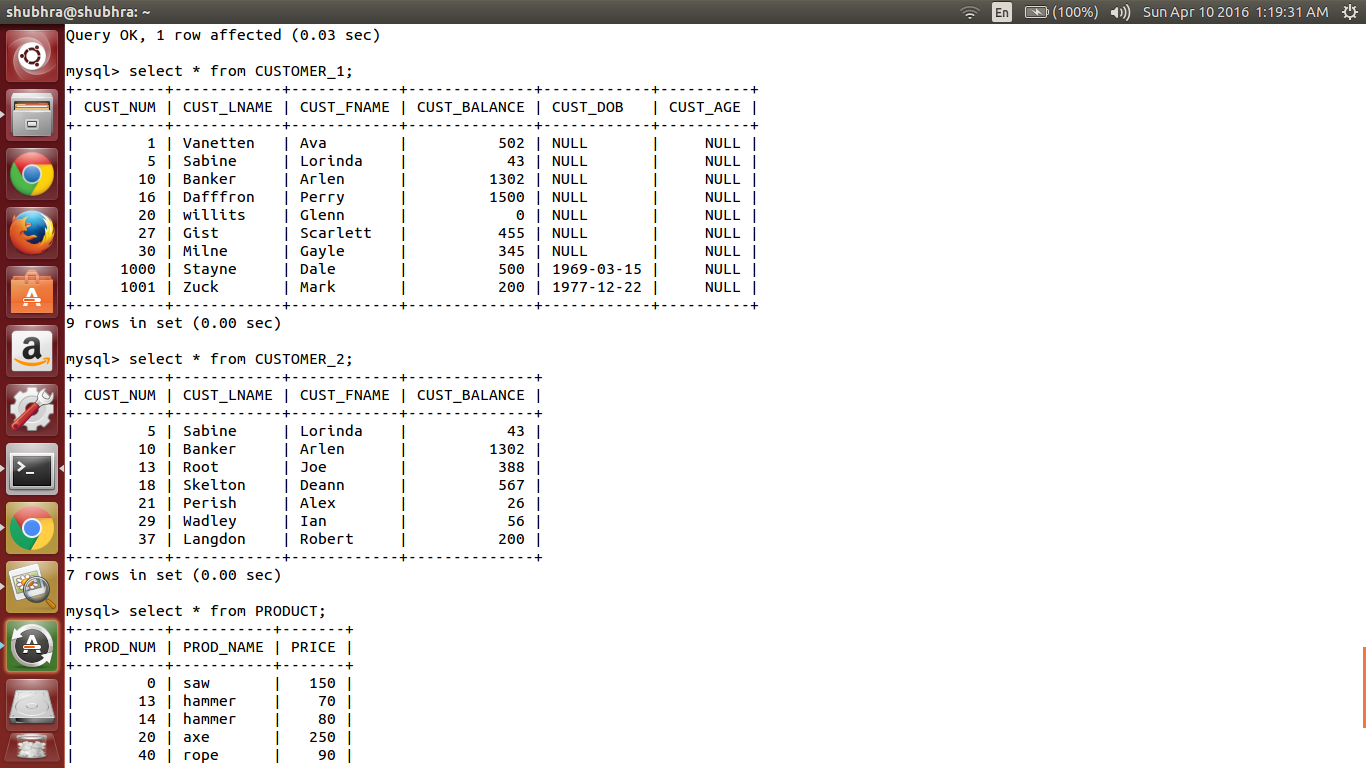 shubhra@shubhra: ~ En (100%) Sun Apr 10 2016 1:19:31 AM
Query OK, 1 row affected (0.03 sec)
mysql> select * from CUSTOMER_1;
+----------+------------+------------+--------------+------------+----------+
| CUST_NUM | CUST_LNAME | CUST_FNAME | CUST_BALANCE | CUST_DOB   | CUST_AGE |
+----------+------------+------------+--------------+------------+----------+
|        1 | Vanetten   | Ava        |          502 | NULL       |     NULL |
|        5 | Sabine     | Lorinda    |           43 | NULL       |     NULL |
|       10 | Banker     | Arlen      |         1302 | NULL       |     NULL |
|       16 | Dafffron   | Perry      |         1500 | NULL       |     NULL |
|       20 | willits    | Glenn      |            0 | NULL       |     NULL |
|       27 | Gist       | Scarlett   |          455 | NULL       |     NULL |
|       30 | Milne      | Gayle      |          345 | NULL       |     NULL |
|     1000 | Stayne     | Dale       |          500 | 1969-03-15 |     NULL |
|     1001 | Zuck       | Mark       |          200 | 1977-12-22 |     NULL |
+----------+------------+------------+--------------+------------+----------+
9 rows in set (0.00 sec)
mysql> select * from CUSTOMER_2;
+----------+------------+------------+--------------+
| CUST_NUM | CUST_LNAME | CUST_FNAME | CUST_BALANCE |
+----------+------------+------------+--------------+
|        5 | Sabine     | Lorinda    |           43 |
|       10 | Banker     | Arlen      |         1302 |
|       13 | Root       | Joe        |          388 |
|       18 | Skelton    | Deann      |          567 |
|       21 | Perish     | Alex       |           26 |
|       29 | Wadley     | Ian        |           56 |
|       37 | Langdon    | Robert     |          200 |
+----------+------------+------------+--------------+
7 rows in set (0.00 sec)
mysql> select * from PRODUCT;
+----------+-----------+-------+
| PROD_NUM | PROD_NAME | PRICE |
+----------+-----------+-------+
|        0 | saw       |   150 |
|       13 | hammer    |    70 |
|       14 | hammer    |    80 |
|       20 | axe       |   250 |
|       40 | rope      |    90 |